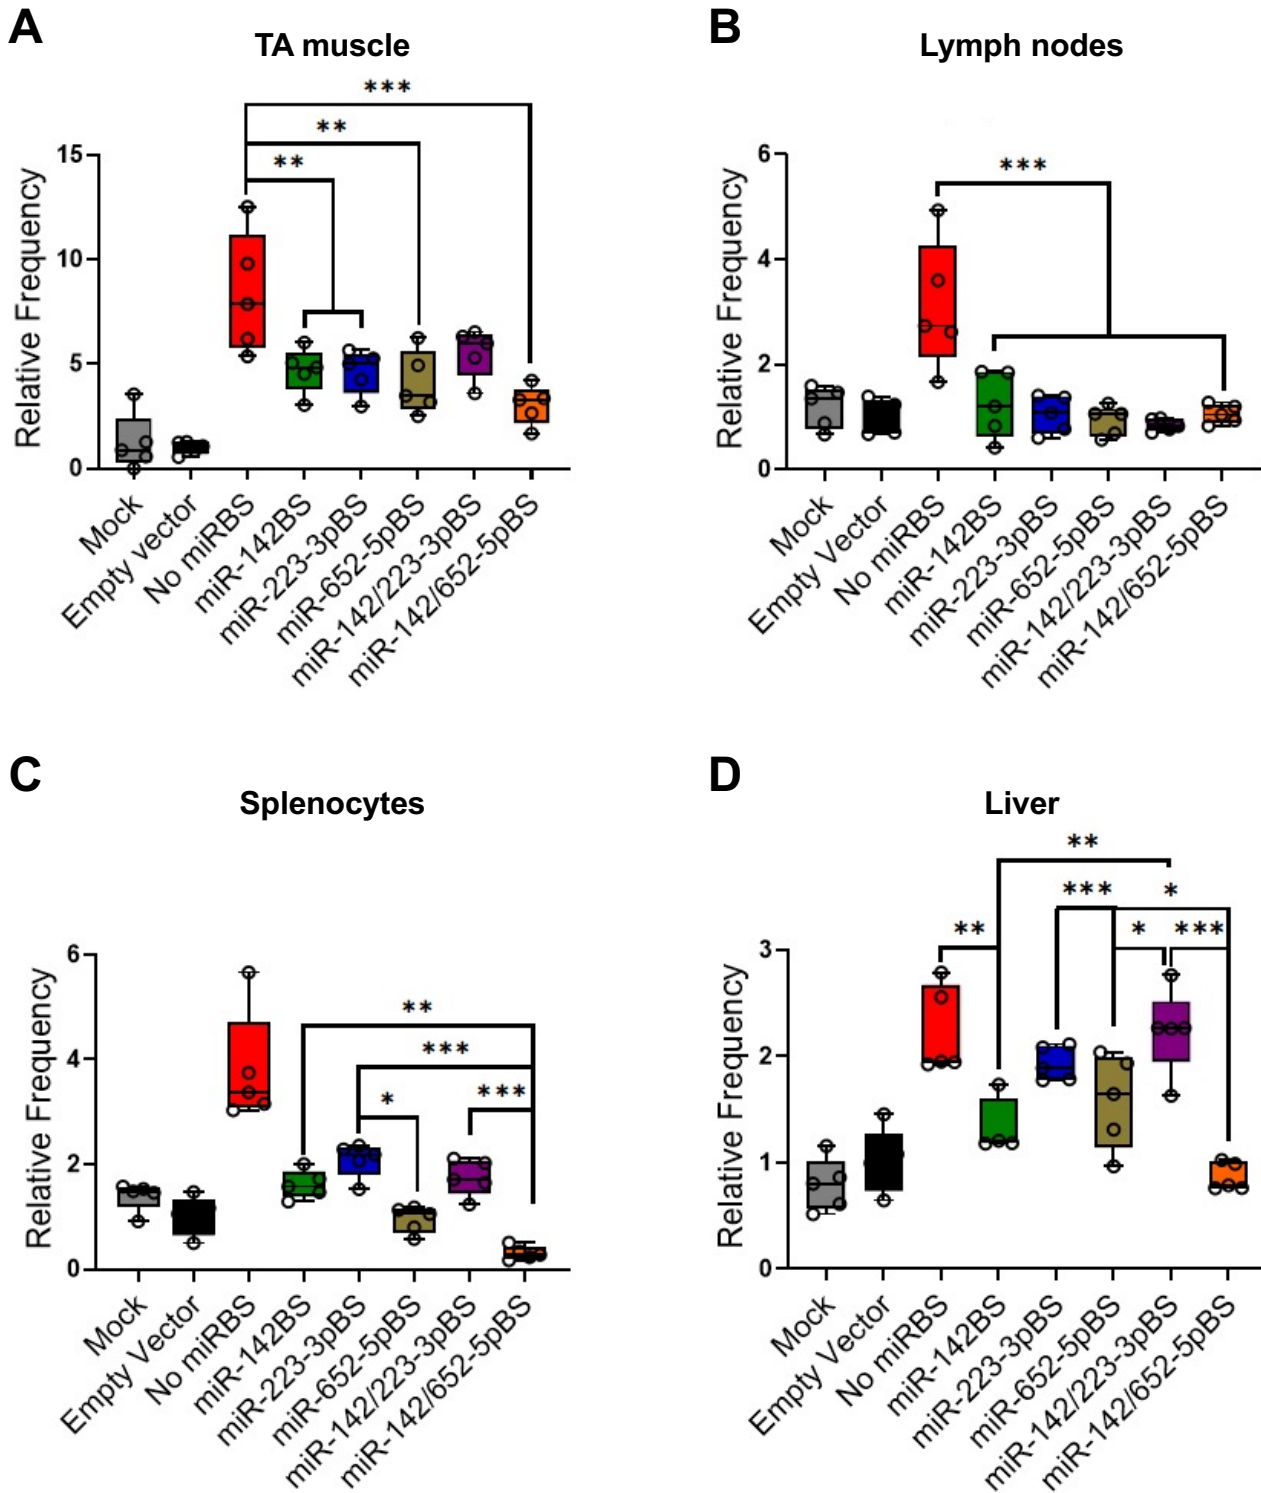 A
TA muscle
***
**
**
15
10
5
0
Relative Frequency
Mock
Empty vector
No miRBS
miR-142BS
miR-223-3pBS
miR-652-5pBS
miR-142/223-3pBS
miR-142/652-5pBS
B
Lymph nodes
***
6
4
2
0
Relative Frequency
Mock
Empty Vector
No miRBS
miR-142BS
miR-223-3pBS
miR-652-5pBS
miR-142/223-3pBS
miR-142/652-5pBS
C
Splenocytes
**
***
*
***
6
4
2
0
Relative Frequency
Mock
Empty Vector
No miRBS
miR-142BS
miR-223-3pBS
miR-652-5pBS
miR-142/223-3pBS
miR-142/652-5pBS
D
Liver
**
*** *
** * ***
3
2
1
0
Relative Frequency
Mock
Empty Vector
No miRBS
miR-142BS
miR-223-3pBS
miR-652-5pBS
miR-142/223-3pBS
miR-142/652-5pBS